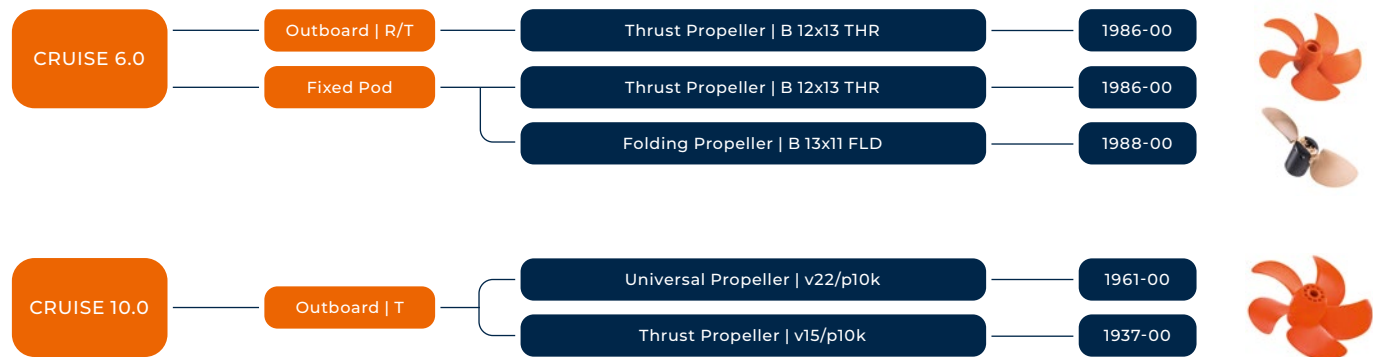 CRUISE 6.0
Outboard | R/T
Thrust Propeller | B 12x13 THR
1986-00
Fixed Pod
Thrust Propeller | B 12x13 THR
1986-00
Folding Propeller | B 13x11 FLD
1988-00
CRUISE 10.0
Outboard | T
Universal Propeller | v22/p10k
1961-00
Thrust Propeller | v15/p10k
1937-00